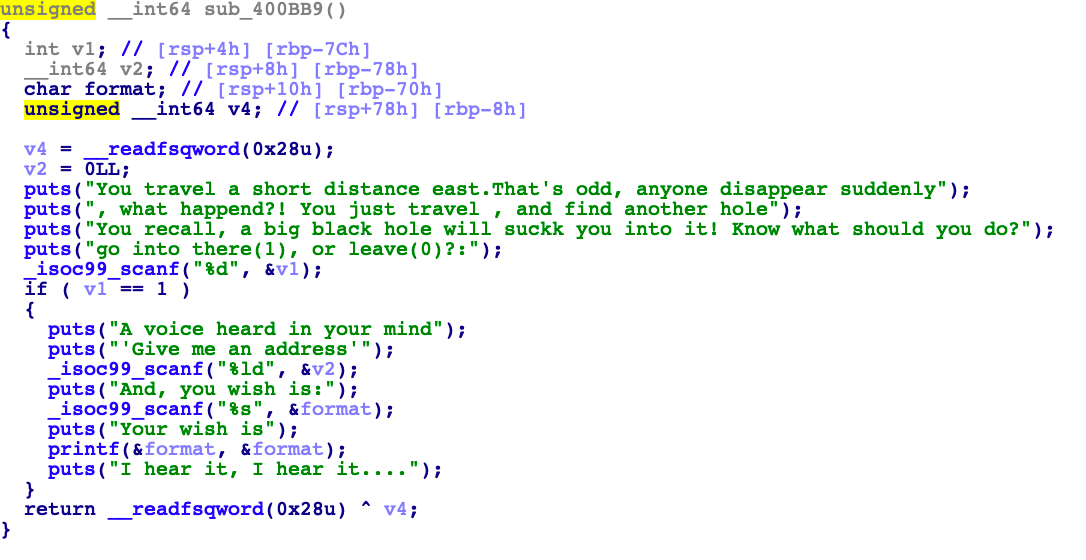 unsigned __int64 sub_400BB9()
{
  int v1; // [rsp+4h] [rbp-7Ch]
  __int64 v2; // [rsp+8h] [rbp-78h]
  char format; // [rsp+10h] [rbp-70h]
  unsigned __int64 v4; // [rsp+78h] [rbp-8h]

  v4 = __readfsqword(0x28u);
  v2 = 0LL;
  puts("You travel a short distance east.That's odd, anyone disappear suddenly");
  puts(", what happend?! You just travel , and find another hole");
  puts("You recall, a big black hole will suckk you into it! Know what should you do?");
  puts("go into there(1), or leave(0)?:");
  _isoc99_scanf("%d", &v1);
  if ( v1 == 1 )
  {
    puts("A voice heard in your mind");
    puts("'Give me an address'");
    _isoc99_scanf("%ld", &v2);
    puts("And, you wish is:");
    _isoc99_scanf("%s", &format);
    puts("Your wish is");
    printf(&format, &format);
    puts("I hear it, I hear it....");
  }
  return __readfsqword(0x28u) ^ v4;
}